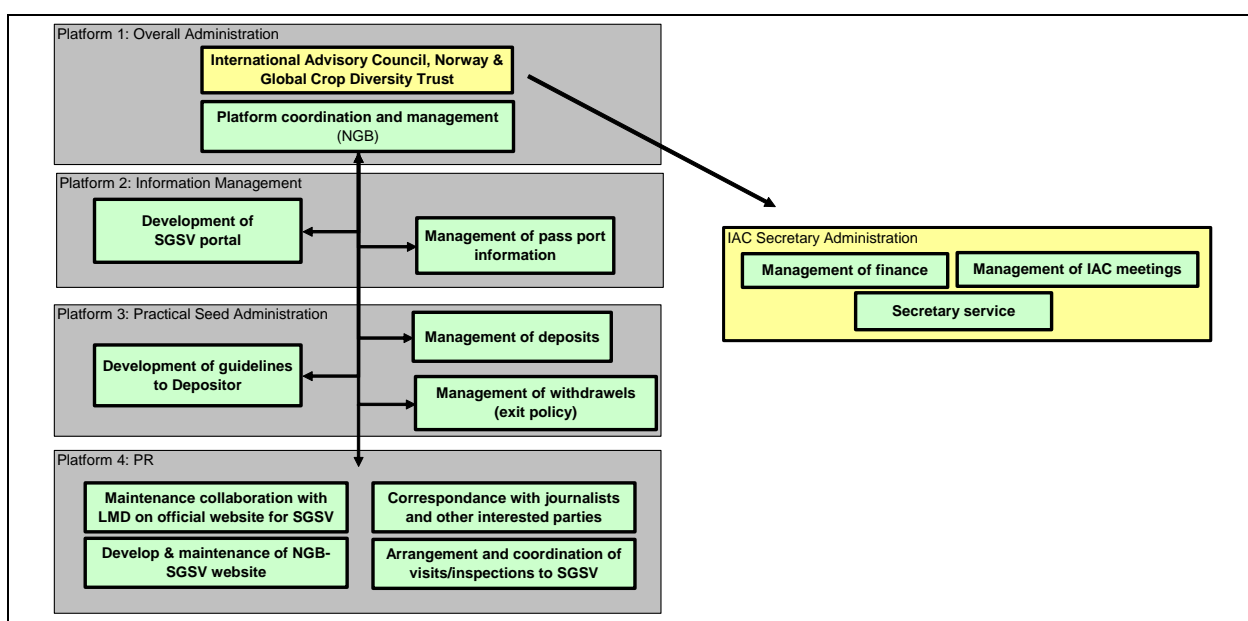 Platform 1: Overall Administration
International Advisory Council, Norway &
Global Crop Diversity Trust
Platform coordination and management
(NGB)
Platform 2: Information Management
Development of
SGSV portal
Management of pass port
information
Platform 3: Practical Seed Administration
Management of deposits
Development of guidelines
to Depositor
Management of withdrawels
(exit policy)
Platform 4: PR
Maintenance collaboration with
LMD on official website for SGSV
Correspondance with journalists
and other interested parties
Develop & maintenance of NGB-
SGSV website
Arrangement and coordination of
visits/inspections to SGSV
IAC Secretary Administration
Management of finance
Management of IAC meetings
Secretary service